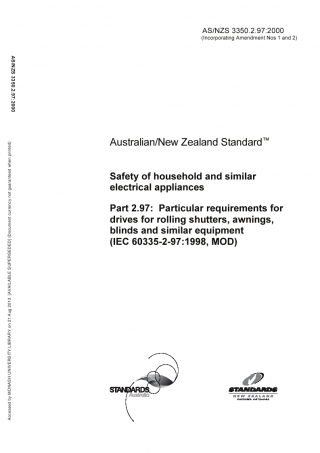 AS/NZS 3350.2.97:2000
(Incorporating Amendment Nos 1 and 2)
AS/NZS 3350.2.97:2000
Accessed by MONASH UNIVERSITY LIBRARY on 21 Aug 2013 [AVAILABLE SUPERSEDED] (Document currency not guaranteed when printed)
Australian/New Zealand Standard™
Safety of household and similar
electrical appliances
Part 2.97: Particular requirements for
drives for rolling shutters, awnings,
blinds and similar equipment
(IEC 60335-2-97:1998, MOD)
STANDARDS
Australia
STANDARDS
NEW ZEALAND